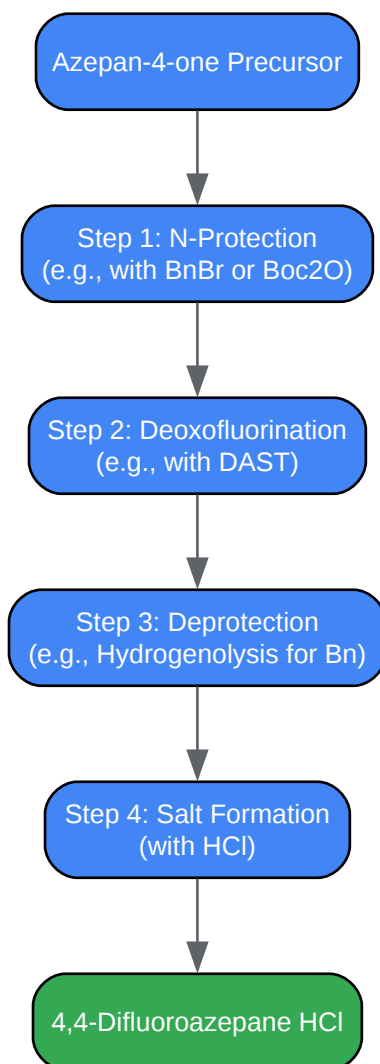 Azepan-4-one Precursor
Step 1: N-Protection
(e.g., with BnBr or Boc2O)
Step 2: Deoxofluorination
(e.g., with DAST)
Step 3: Deprotection
(e.g., Hydrogenolysis for Bn)
Step 4: Salt Formation
(with HCl)
4,4-Difluoroazepane HCl